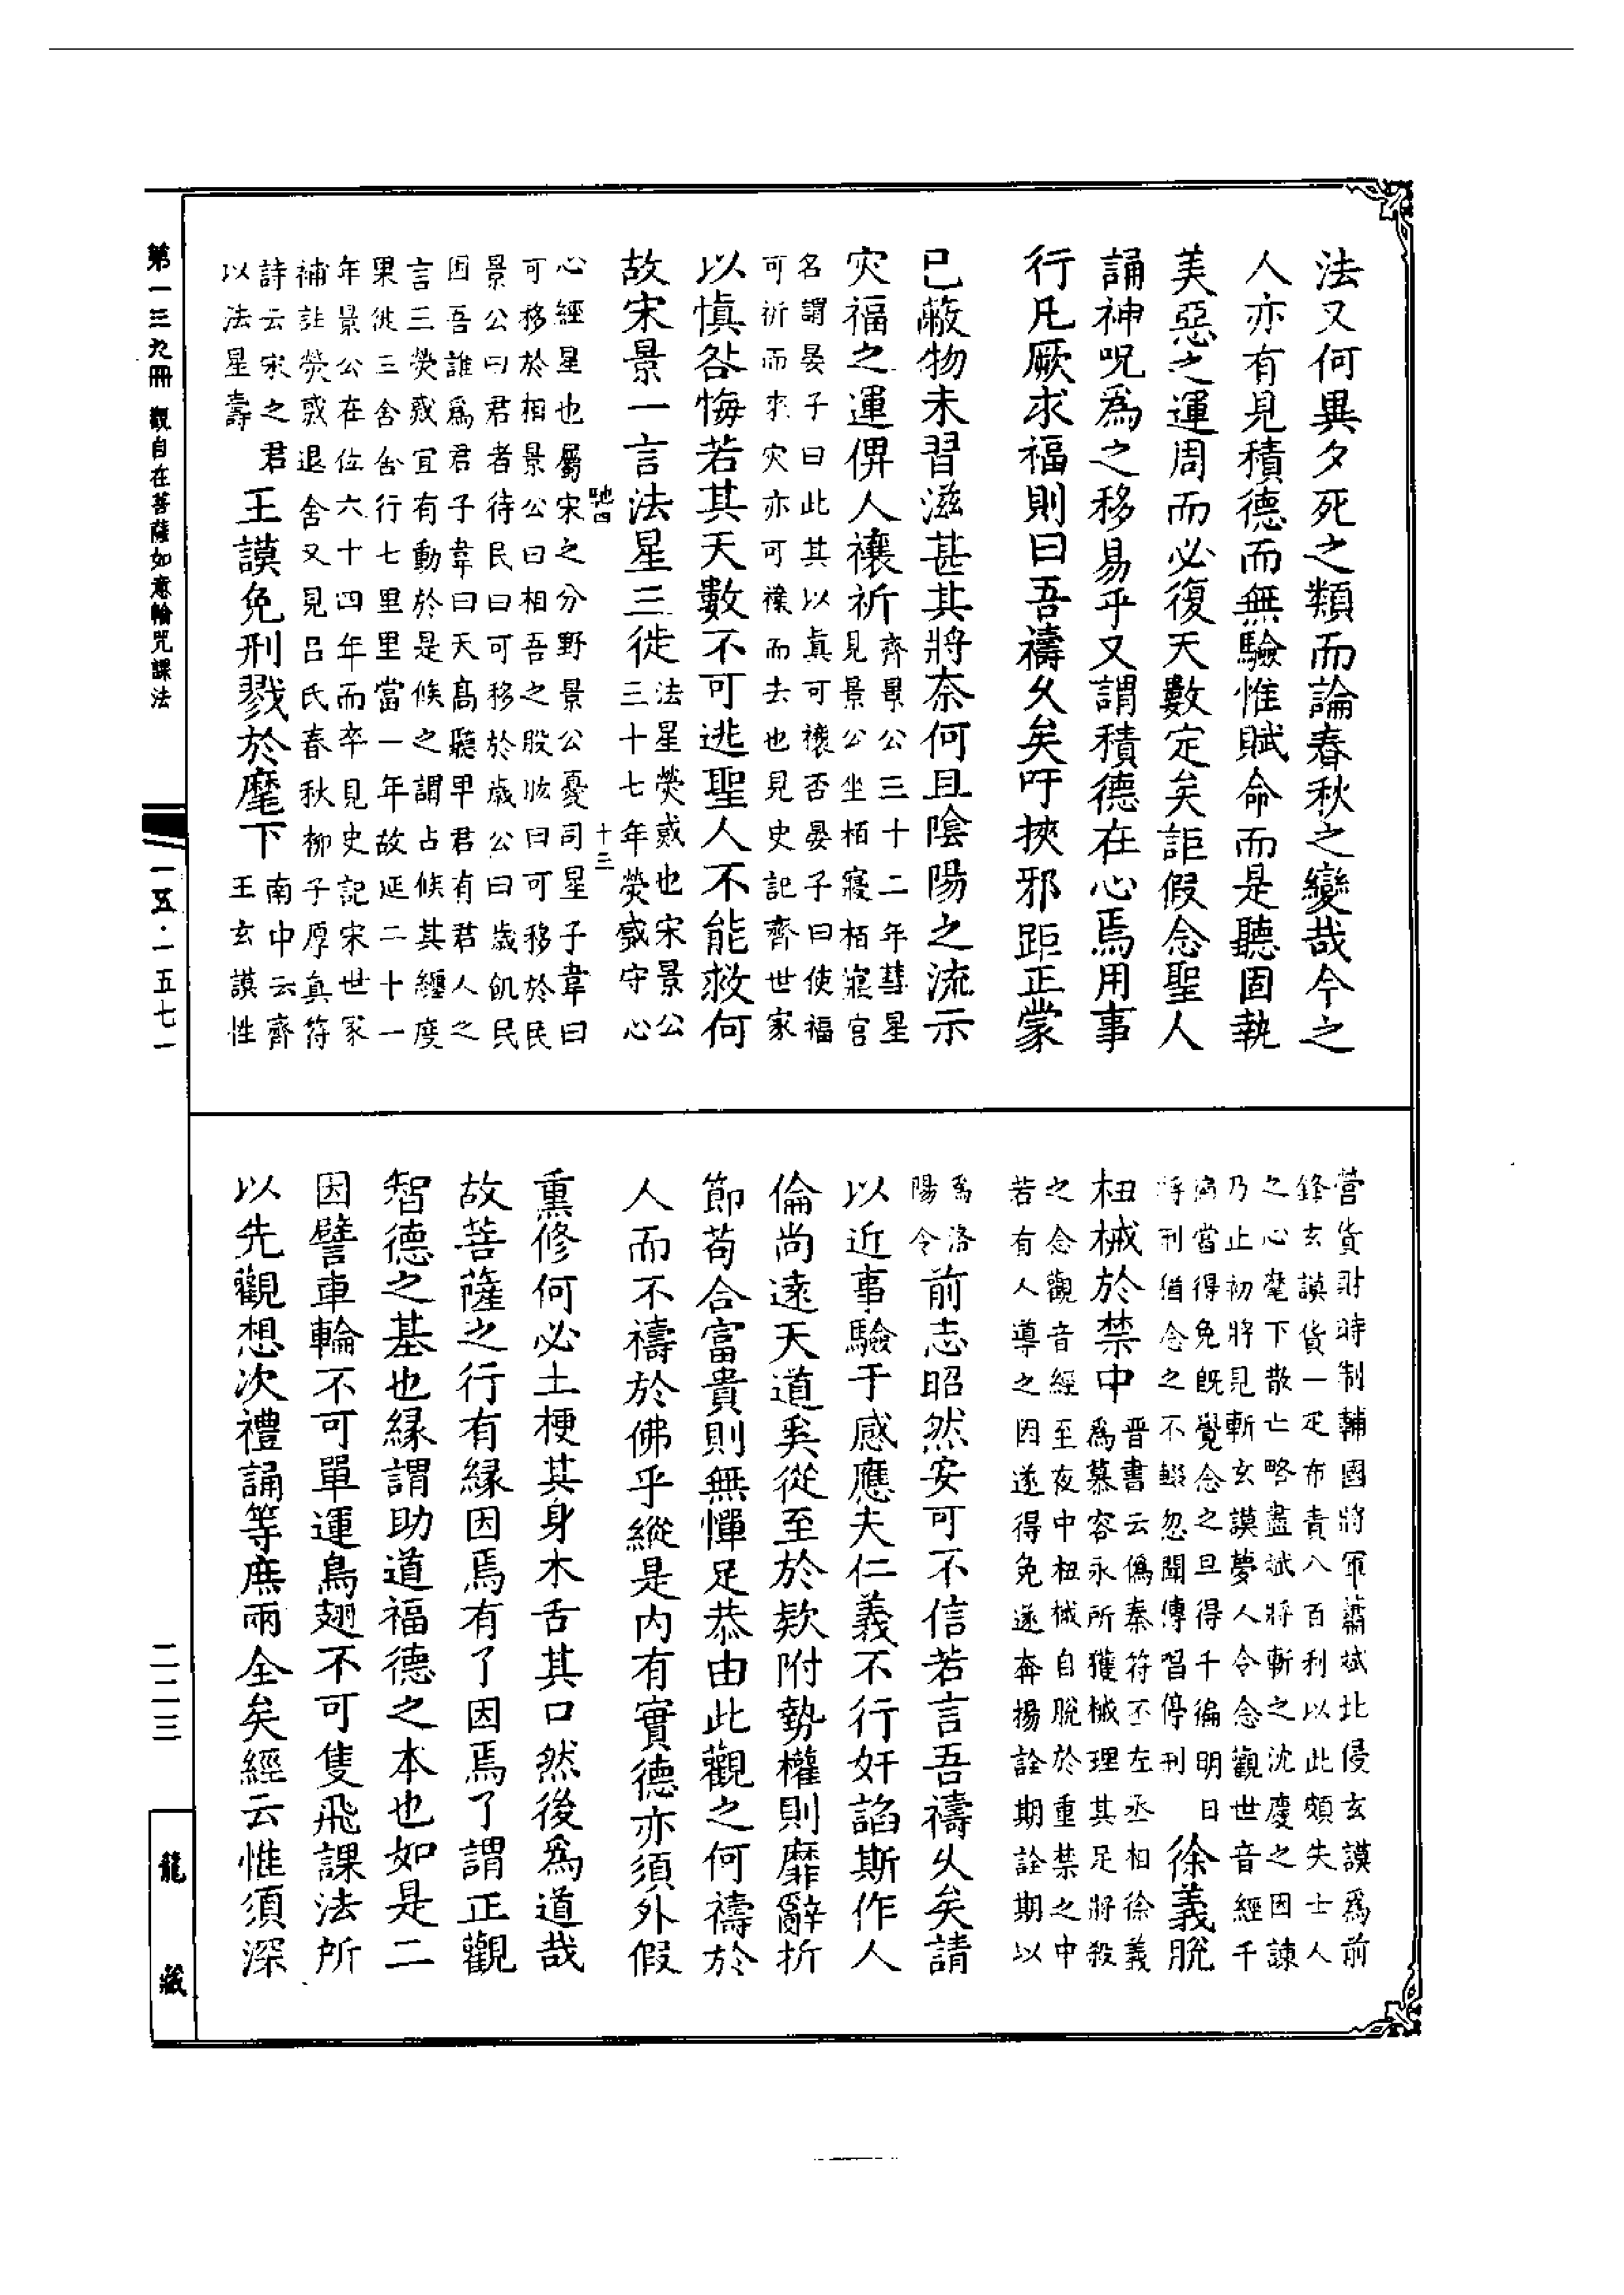 法又何異夕死之類而論春秋之變哉今之
人亦有見積德而無驗惟賦命而是聽固執
美惡之運周而必復天數定矣詎假念聖人
誦神呪爲之移易乎又謂積德在心焉用事
行凡厥求福則曰吾禱久矣吁挾邪距正蒙
已蔽物未習滋甚其將奈何且陰陽之流示
灾福之運俾人禳祈齊景公三十二年彗星
見景公坐栢寢栢寢宮
名謂晏子曰此其以眞可禳否晏子曰使福
可祈而來灾亦可禳而去也見史記齊世家
以愼咎悔若其天數不可逃聖人不能救何
故宋景一言法星三徙法星熒惑也宋景公
三十七年熒惑守心
馳四
十三
心經星也屬宋之分野景公憂司星子韋曰
可移於相景公曰相吾之股肱曰可移於民
景公曰君者待民曰可移於歲公曰歲飢民
困吾誰爲君子韋曰天高聽卑君有君人之
言三熒惑宜有動於是候之謂占候其纏度
果徙三舍舍行七里里當一年故延二十一
年景公在位六十四年而卒見史記宋世家
補註熒惑退舍又見呂氏春秋柳子厚眞符
詩云宋之君
以法星壽
王謨免刑戮於麾下南中云齊
王玄謨性
營貨財時制輔國將軍蕭斌北侵玄謨爲前
鋒玄謨貨一疋布責八百利以此頗失士人
之心麾下散亡略盡斌將斬之沈慶之因諫
乃止初將見斬玄謨夢人令念觀世音經千
徧當得免旣覺念之旦得千徧明日
將刑猶念之不輟忽聞傳唱停刑
徐義脫
杻械於禁中晋書云僞秦符丕左丞相徐義
爲慕容永所獲械理其足將殺
之念觀音經至夜中杻械自脫於重禁之中
若有人導之因遂得免遂奔揚詮期詮期以
爲洛
陽令
前志昭然安可不信若言吾禱久矣請
以近事驗于感應夫仁義不行奸諂斯作人
倫尚遠天道奚從至於欵附勢權則靡辭折
節苟合富貴則無憚足恭由此觀之何禱於
人而不禱於佛乎縱是内有實德亦須外假
熏修何必土梗其身木舌其口然後爲道哉
故菩薩之行有緣因焉有了因焉了謂正觀
智德之基也緣謂助道福德之本也如是二
因譬車輪不可單運鳥翅不可隻飛課法所
以先觀想次禮誦等庶兩全矣經云惟須深
第一三九冊 觀自在菩薩如意輪咒課法
一五·一五七一
二二三
龍藏